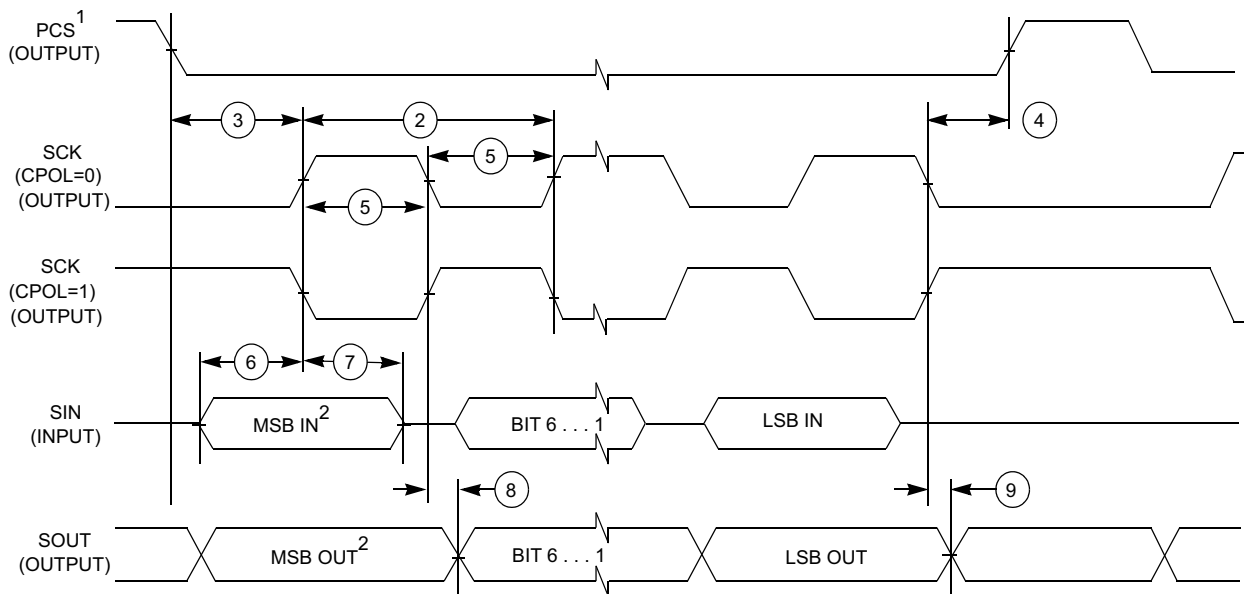 PCS1
(OUTPUT)
3
2
4
SCK
(CPOL=0)
(OUTPUT)
5
5
SCK
(CPOL=1)
(OUTPUT)
6
7
SIN
(INPUT)
MSB IN2
BIT 6 . . . 1
LSB IN
8
9
SOUT
(OUTPUT)
MSB OUT2
BIT 6 . . . 1
LSB OUT